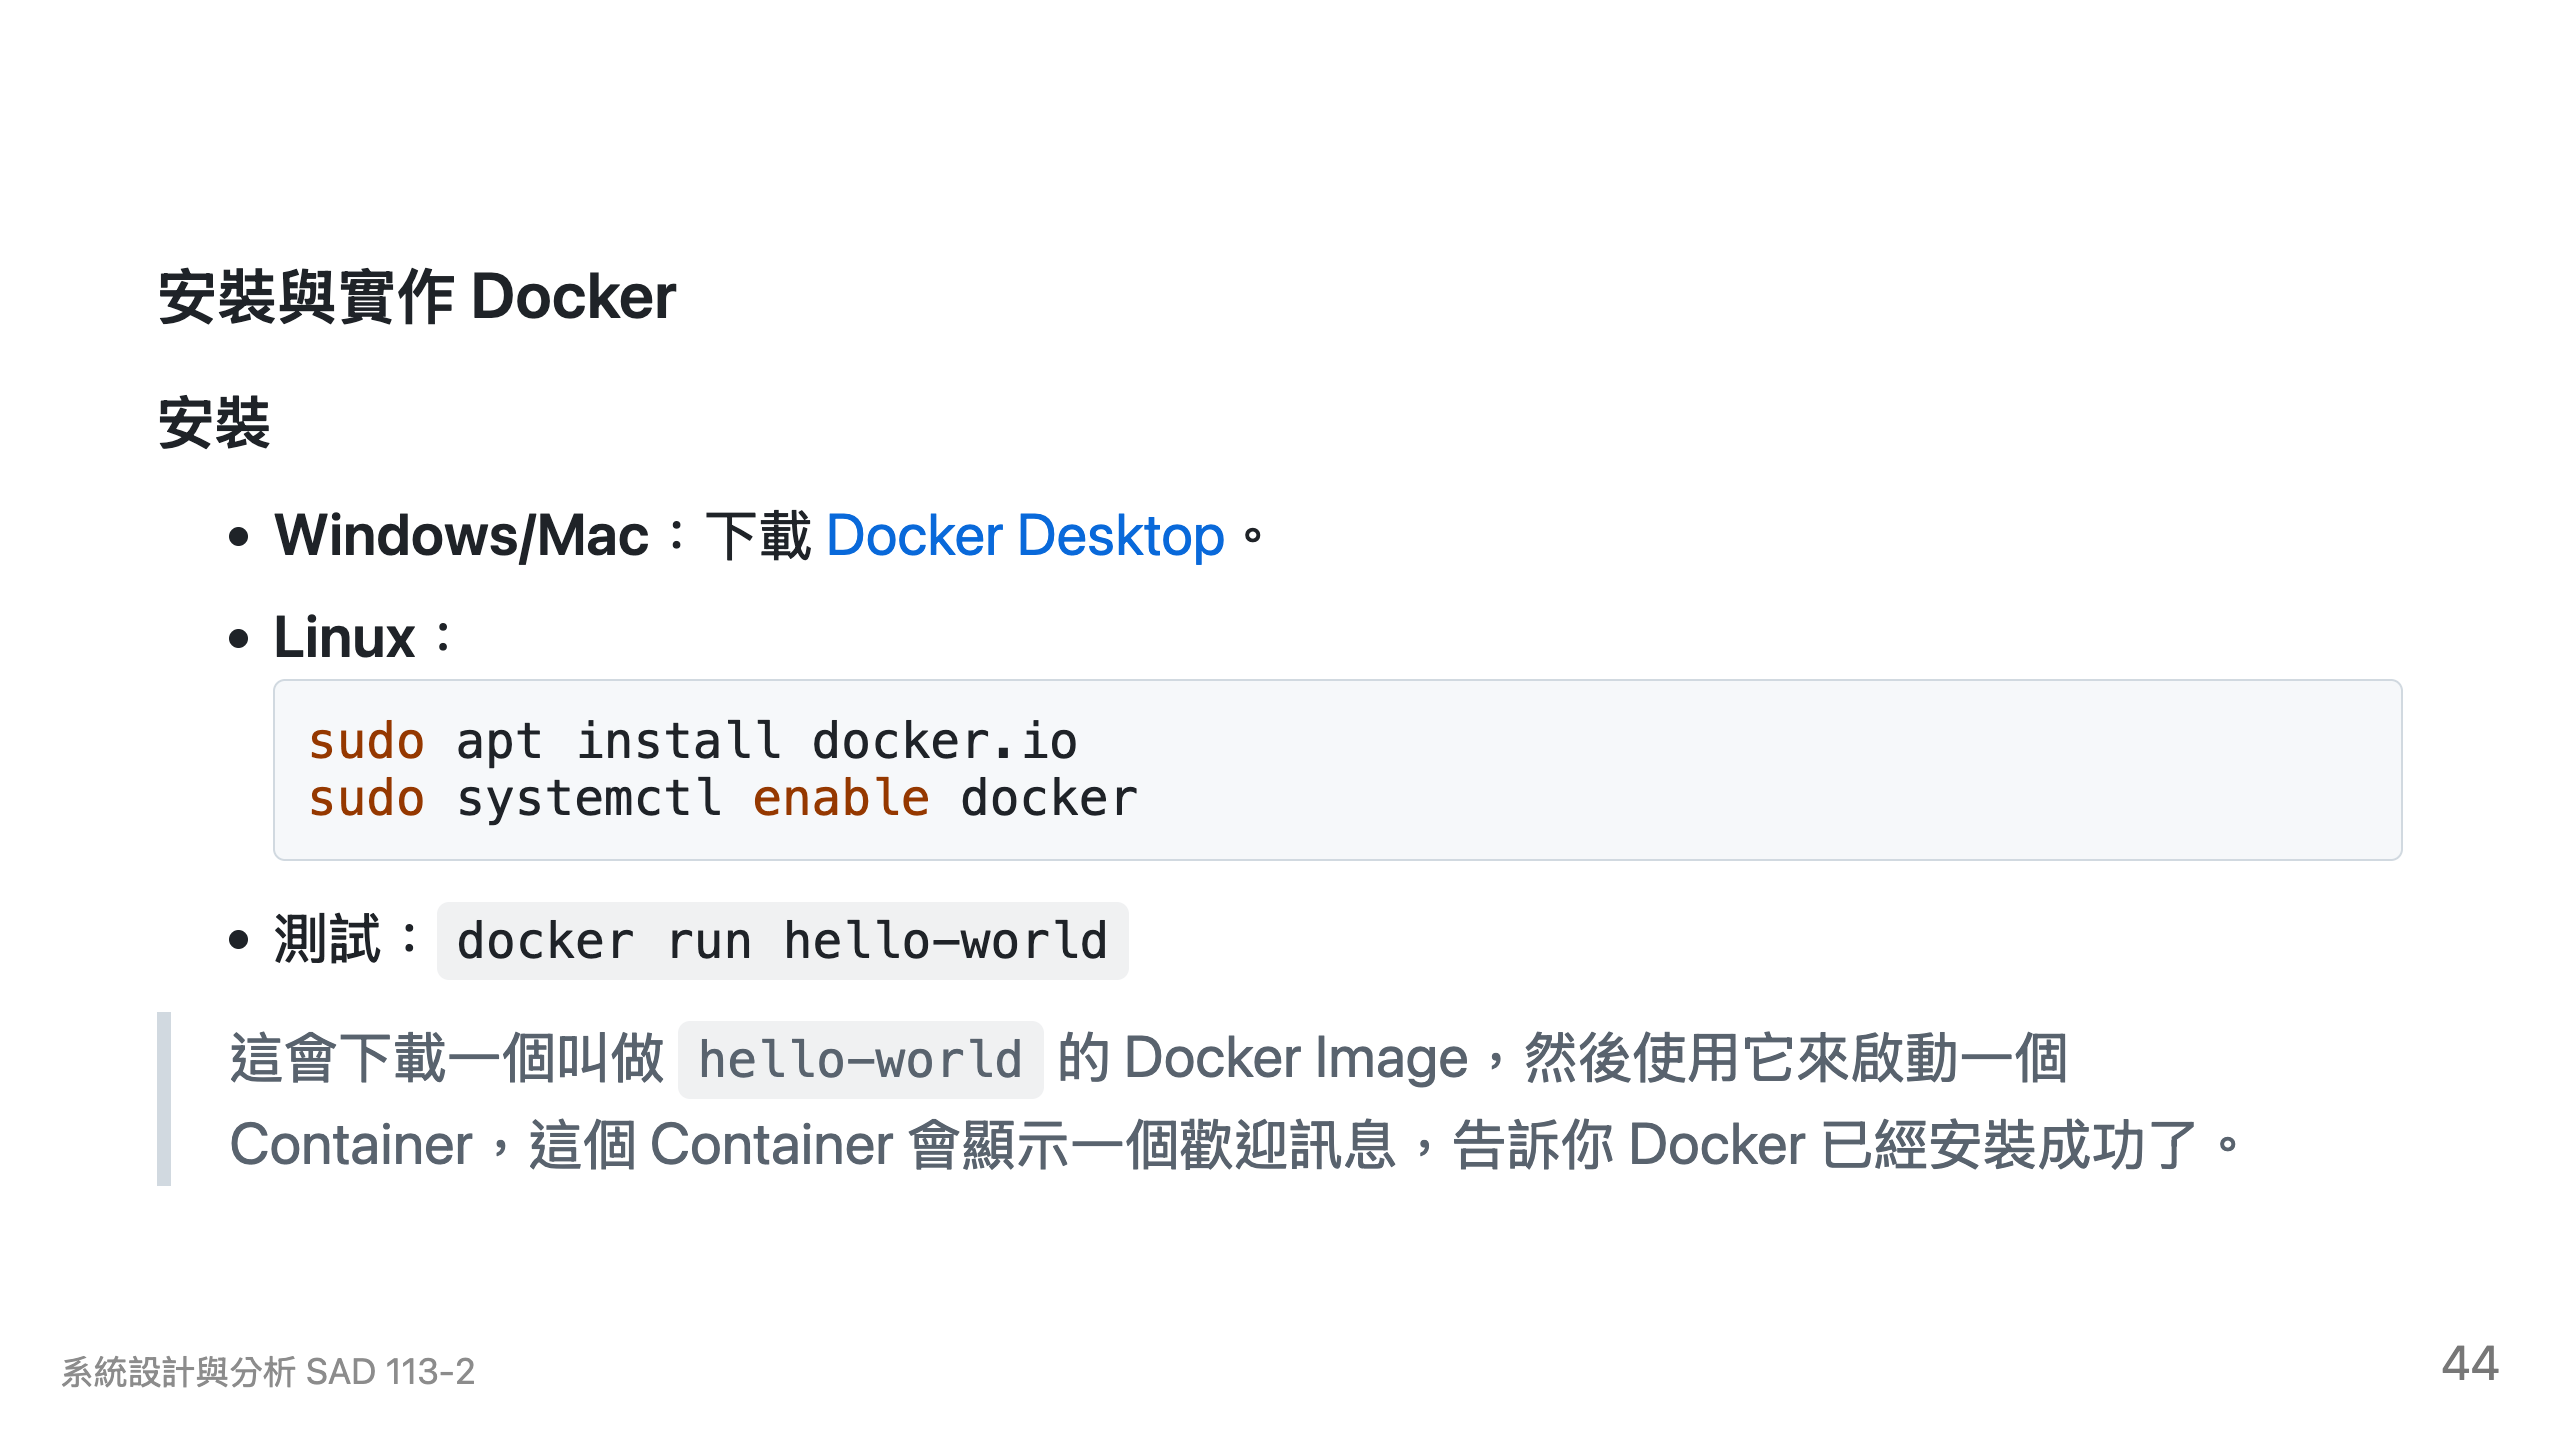 安裝與實作 Docker
安裝
• Windows/Mac：下載 Docker Desktop。
• Linux：
sudo apt install docker.io
sudo systemctl enable docker
• 測試： docker run hello-world
這會下載一個叫做 hello-world 的 Docker Image，然後使用它來啟動一個
Container，這個 Container 會顯示一個歡迎訊息，告訴你 Docker 已經安裝成功了。
系統設計與分析 SAD 113-2
44